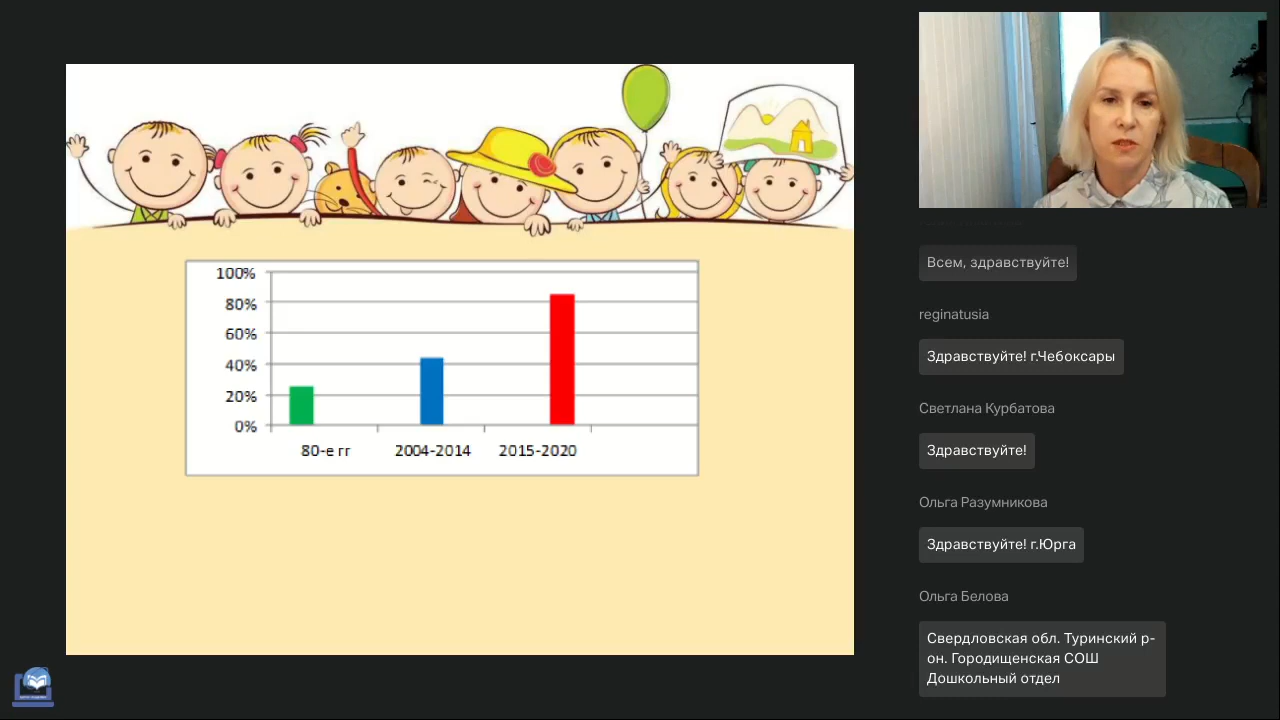 100%
80%
60%
40%
20%
0%
80-е гг
2004-2014
2015-2020
Всем, здравствуйте!
reginatusia
Здравствуйте! г.Чебоксары
Светлана Курбатова
Здравствуйте!
Ольга Разумникова
Здравствуйте! г.Юрга
Ольга Белова
Свердловская обл. Туринский р-
он. Городищенская СОШ
Дошкольный отдел